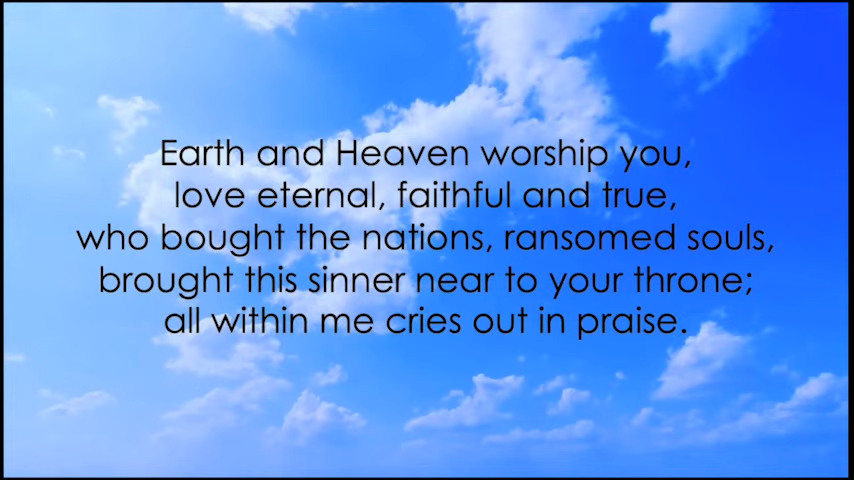 Earth and Heaven worship you,
love eternal, faithful and true,
who bought the nations, ransomed souls,
brought this sinner near to your throne;
all within me cries out in praise.